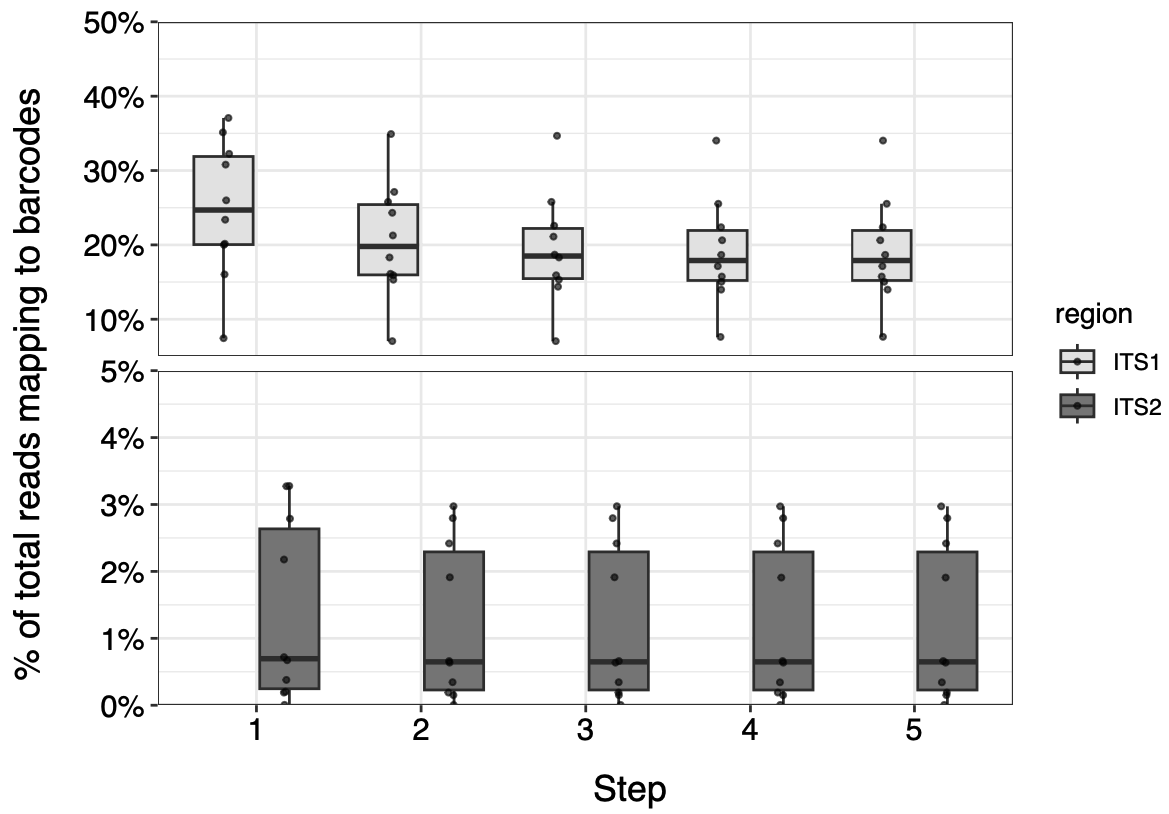 % of total reads mapping to barcodes
50%
40%
30%
20%
10%
5%
4%
3%
2%
1%
0%
1 2 3 4 5
Step
region
ITS1
ITS2